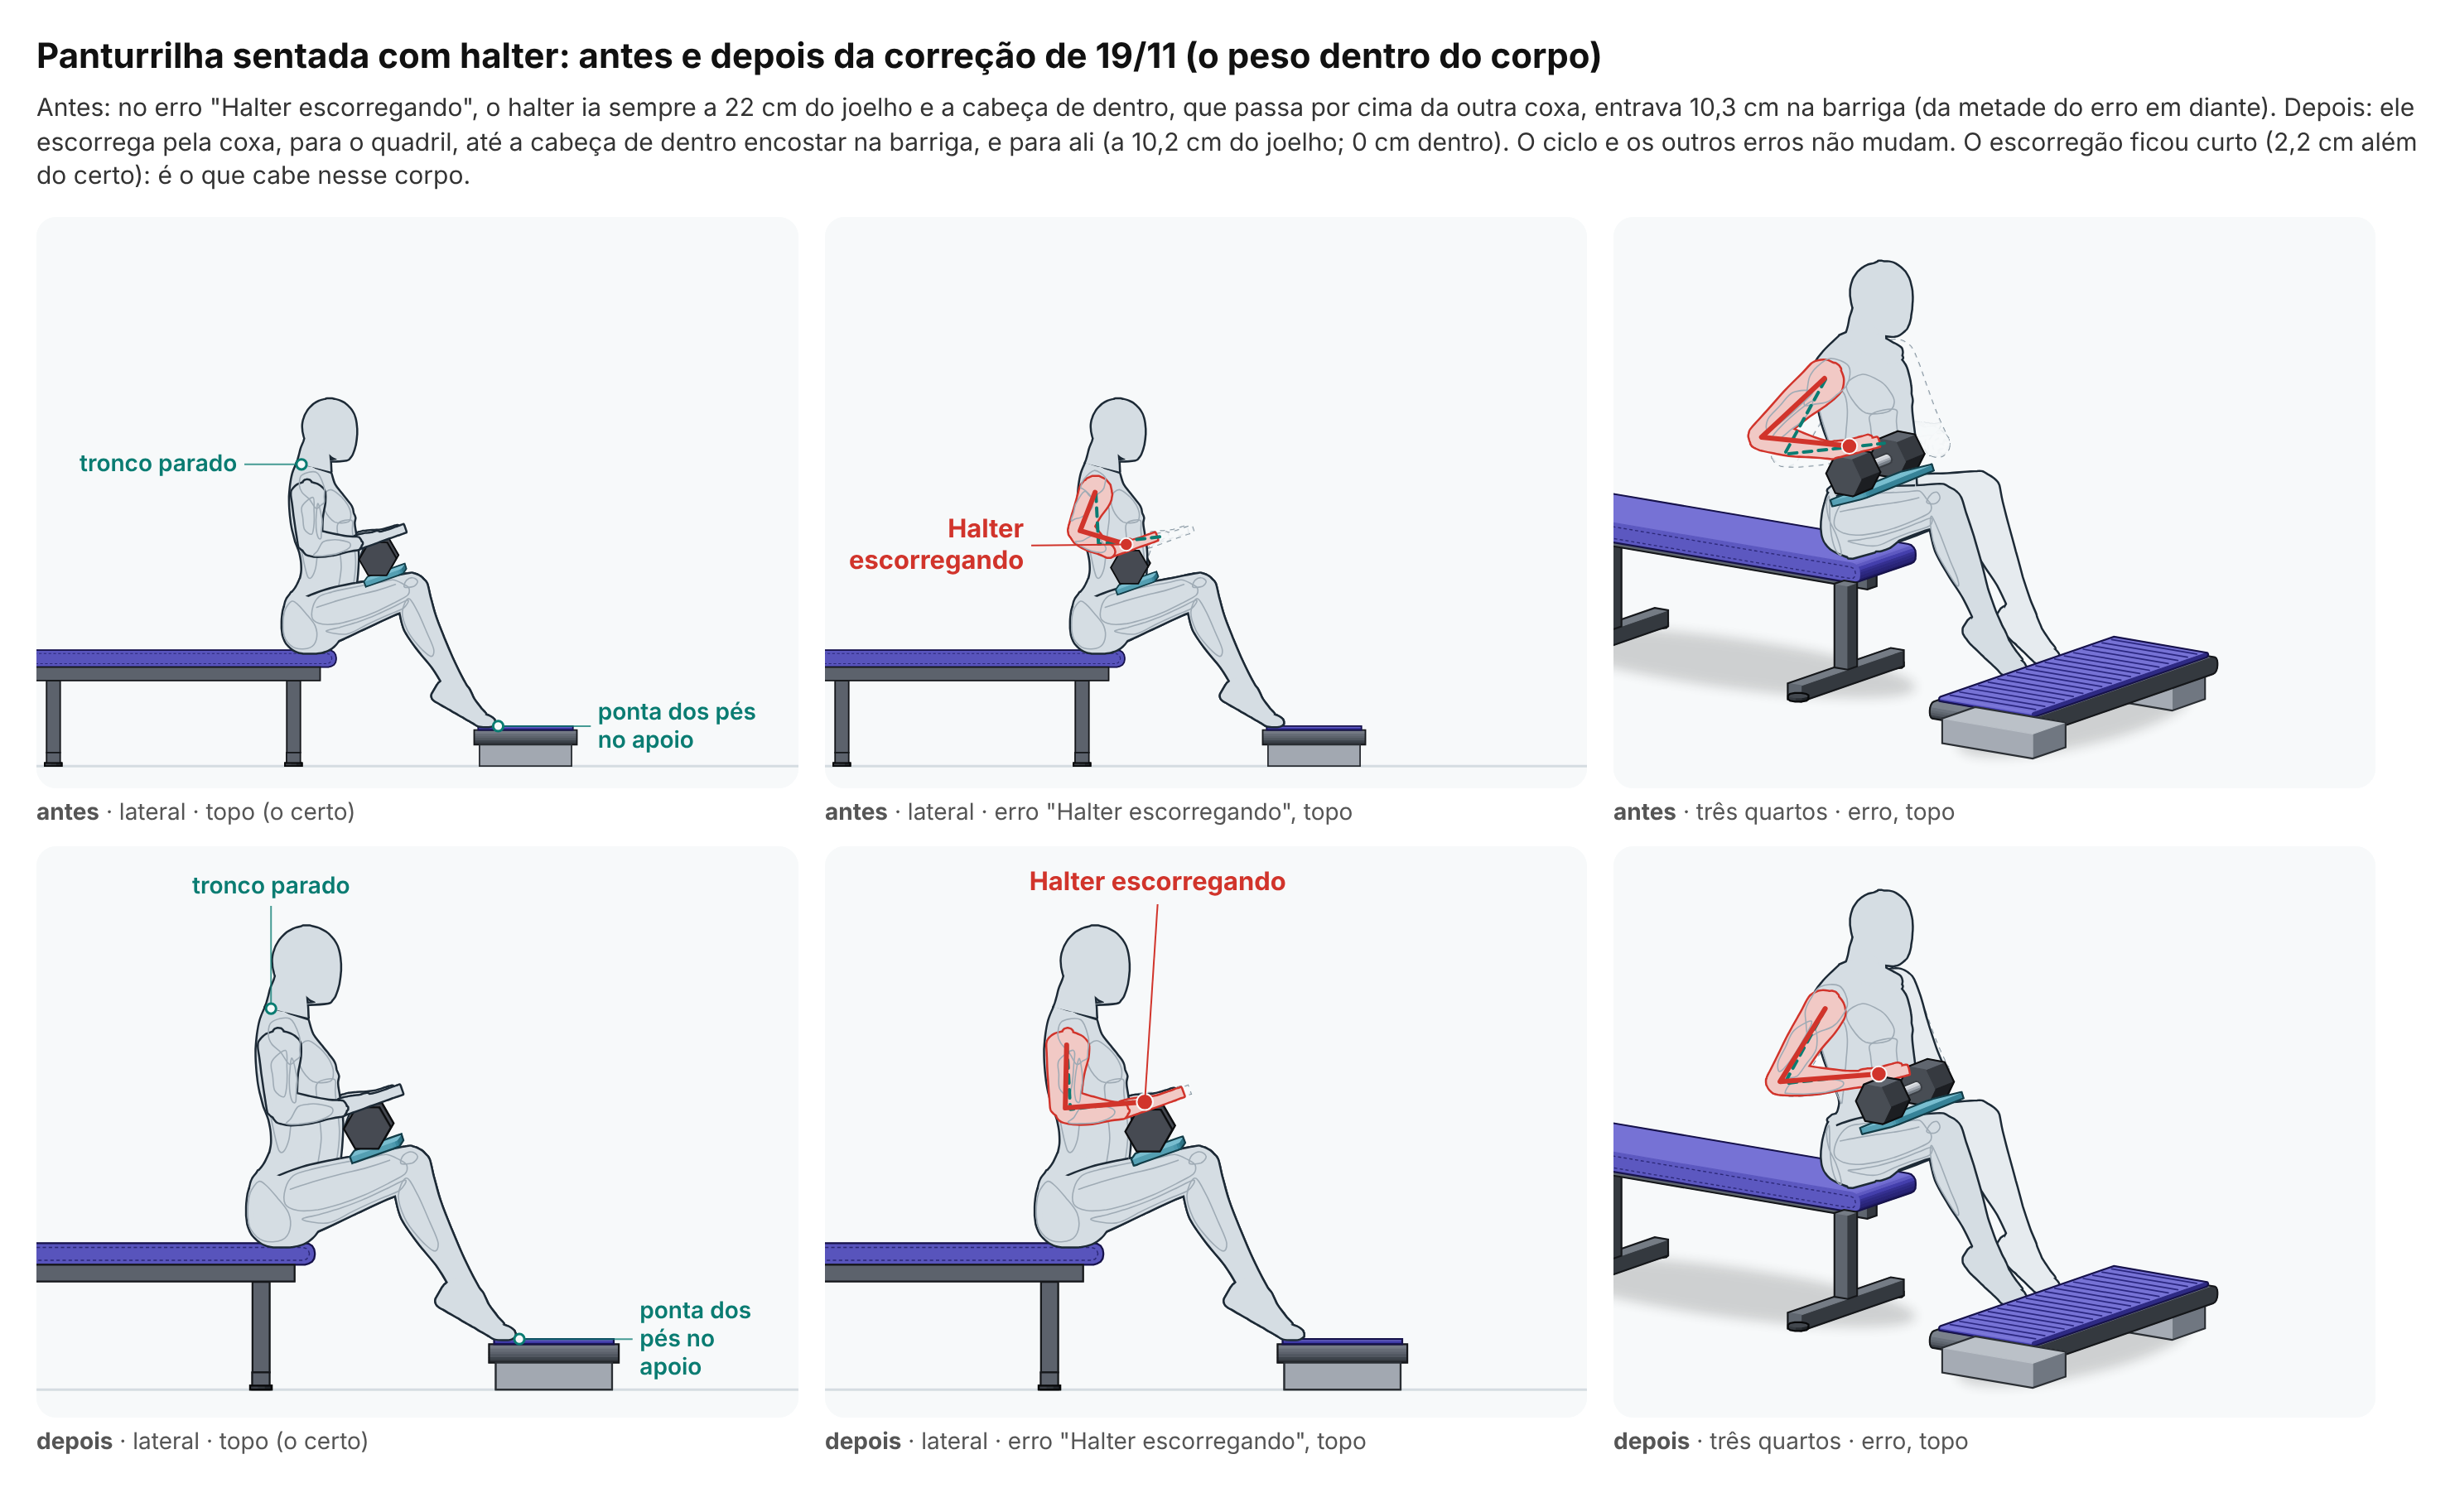 Panturrilha sentada com halter: antes e depois da correção de 19/11 (o peso dentro do corpo)
Antes: no erro "Halter escorregando", o halter ia sempre a 22 cm do joelho e a cabeça de dentro, que passa por cima da outra coxa, entrava 10,3 cm na barriga (da metade do erro em diante). Depois: ele
escorrega pela coxa, para o quadril, até a cabeça de dentro encostar na barriga, e para ali (a 10,2 cm do joelho; 0 cm dentro). O ciclo e os outros erros não mudam. O escorregão ficou curto (2,2 cm além
do certo): é o que cabe nesse corpo.
tronco parado
ponta dos pés
no apoio
antes · lateral · topo (o certo)
Halter
escorregando
antes · lateral · erro "Halter escorregando", topo
antes · três quartos · erro, topo
tronco parado
ponta dos
pés no
apoio
depois · lateral · topo (o certo)
Halter escorregando
depois · lateral · erro "Halter escorregando", topo
depois · três quartos · erro, topo